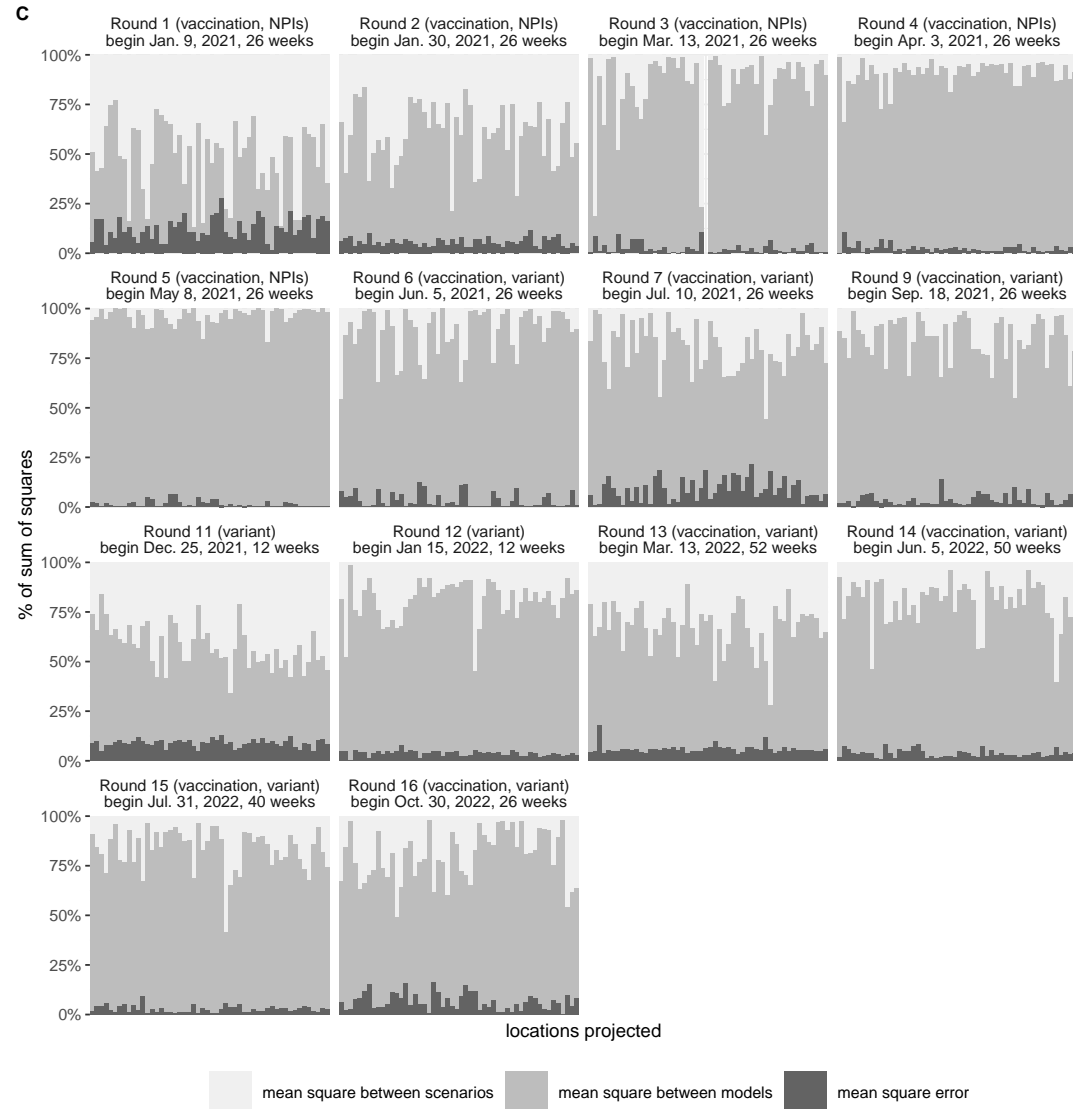 C
Round 1 (vaccination, NPIs)
begin Jan. 9, 2021, 26 weeks
Round 2 (vaccination, NPIs)
begin Jan. 30, 2021, 26 weeks
Round 3 (vaccination, NPIs)
begin Mar. 13, 2021, 26 weeks
Round 4 (vaccination, NPIs)
begin Apr. 3, 2021, 26 weeks
100%
75%
50%
25%
0%
Round 5 (vaccination, NPIs)
begin May 8, 2021, 26 weeks
Round 6 (vaccination, variant)
begin Jun. 5, 2021, 26 weeks
Round 7 (vaccination, variant)
begin Jul. 10, 2021, 26 weeks
Round 9 (vaccination, variant)
begin Sep. 18, 2021, 26 weeks
100%
75%
50%
25%
0%
% of sum of squares
Round 11 (variant)
begin Dec. 25, 2021, 12 weeks
Round 12 (variant)
begin Jan 15, 2022, 12 weeks
Round 13 (vaccination, variant)
begin Mar. 13, 2022, 52 weeks
Round 14 (vaccination, variant)
begin Jun. 5, 2022, 50 weeks
100%
75%
50%
25%
0%
Round 15 (vaccination, variant)
begin Jul. 31, 2022, 40 weeks
Round 16 (vaccination, variant)
begin Oct. 30, 2022, 26 weeks
100%
75%
50%
25%
0%
locations projected
mean square between scenarios
mean square between models
mean square error